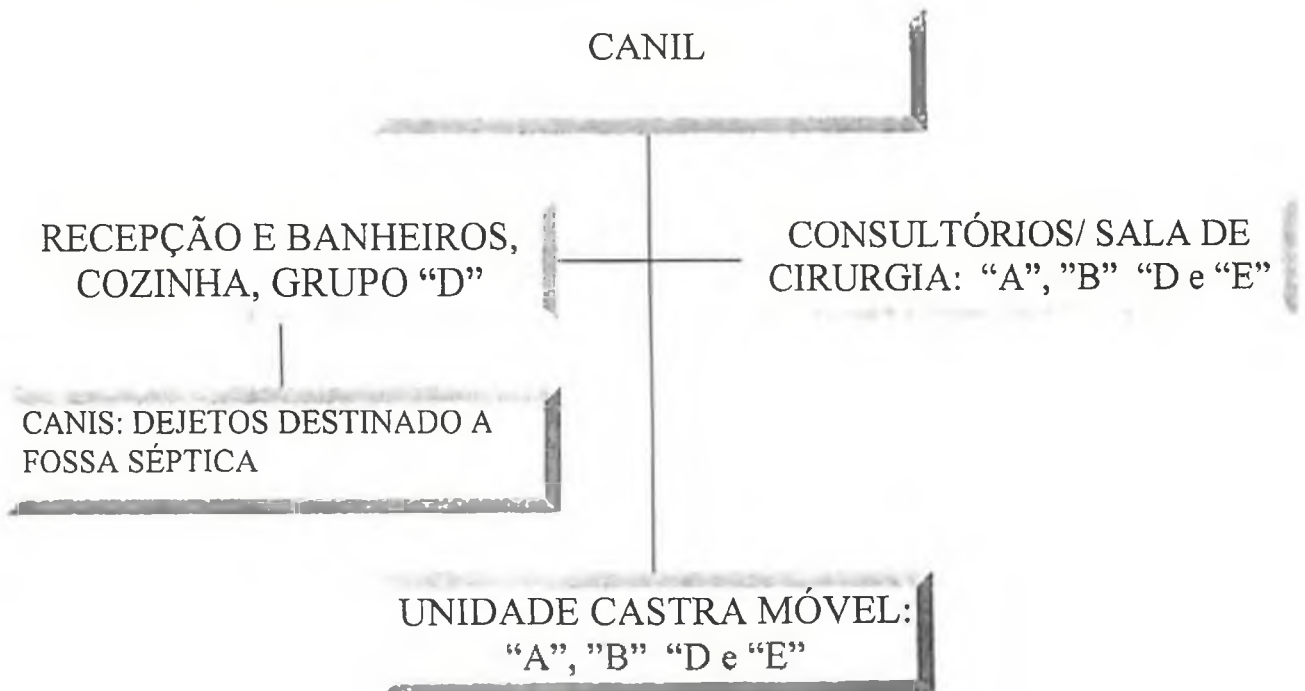 CANIL
RECEPÇÃO E BANHEIROS,
COZINHA, GRUPO “D”
CONSULTÓRIOS/ SALA DE
CIRURGIA: “A”, ”B” “D e “E”
CANIS: DEJETOS DESTINADO A
FOSSA SÉPTICA
UNIDADE CASTRA MÓVEL:
“A”, ”B” “D e “E”